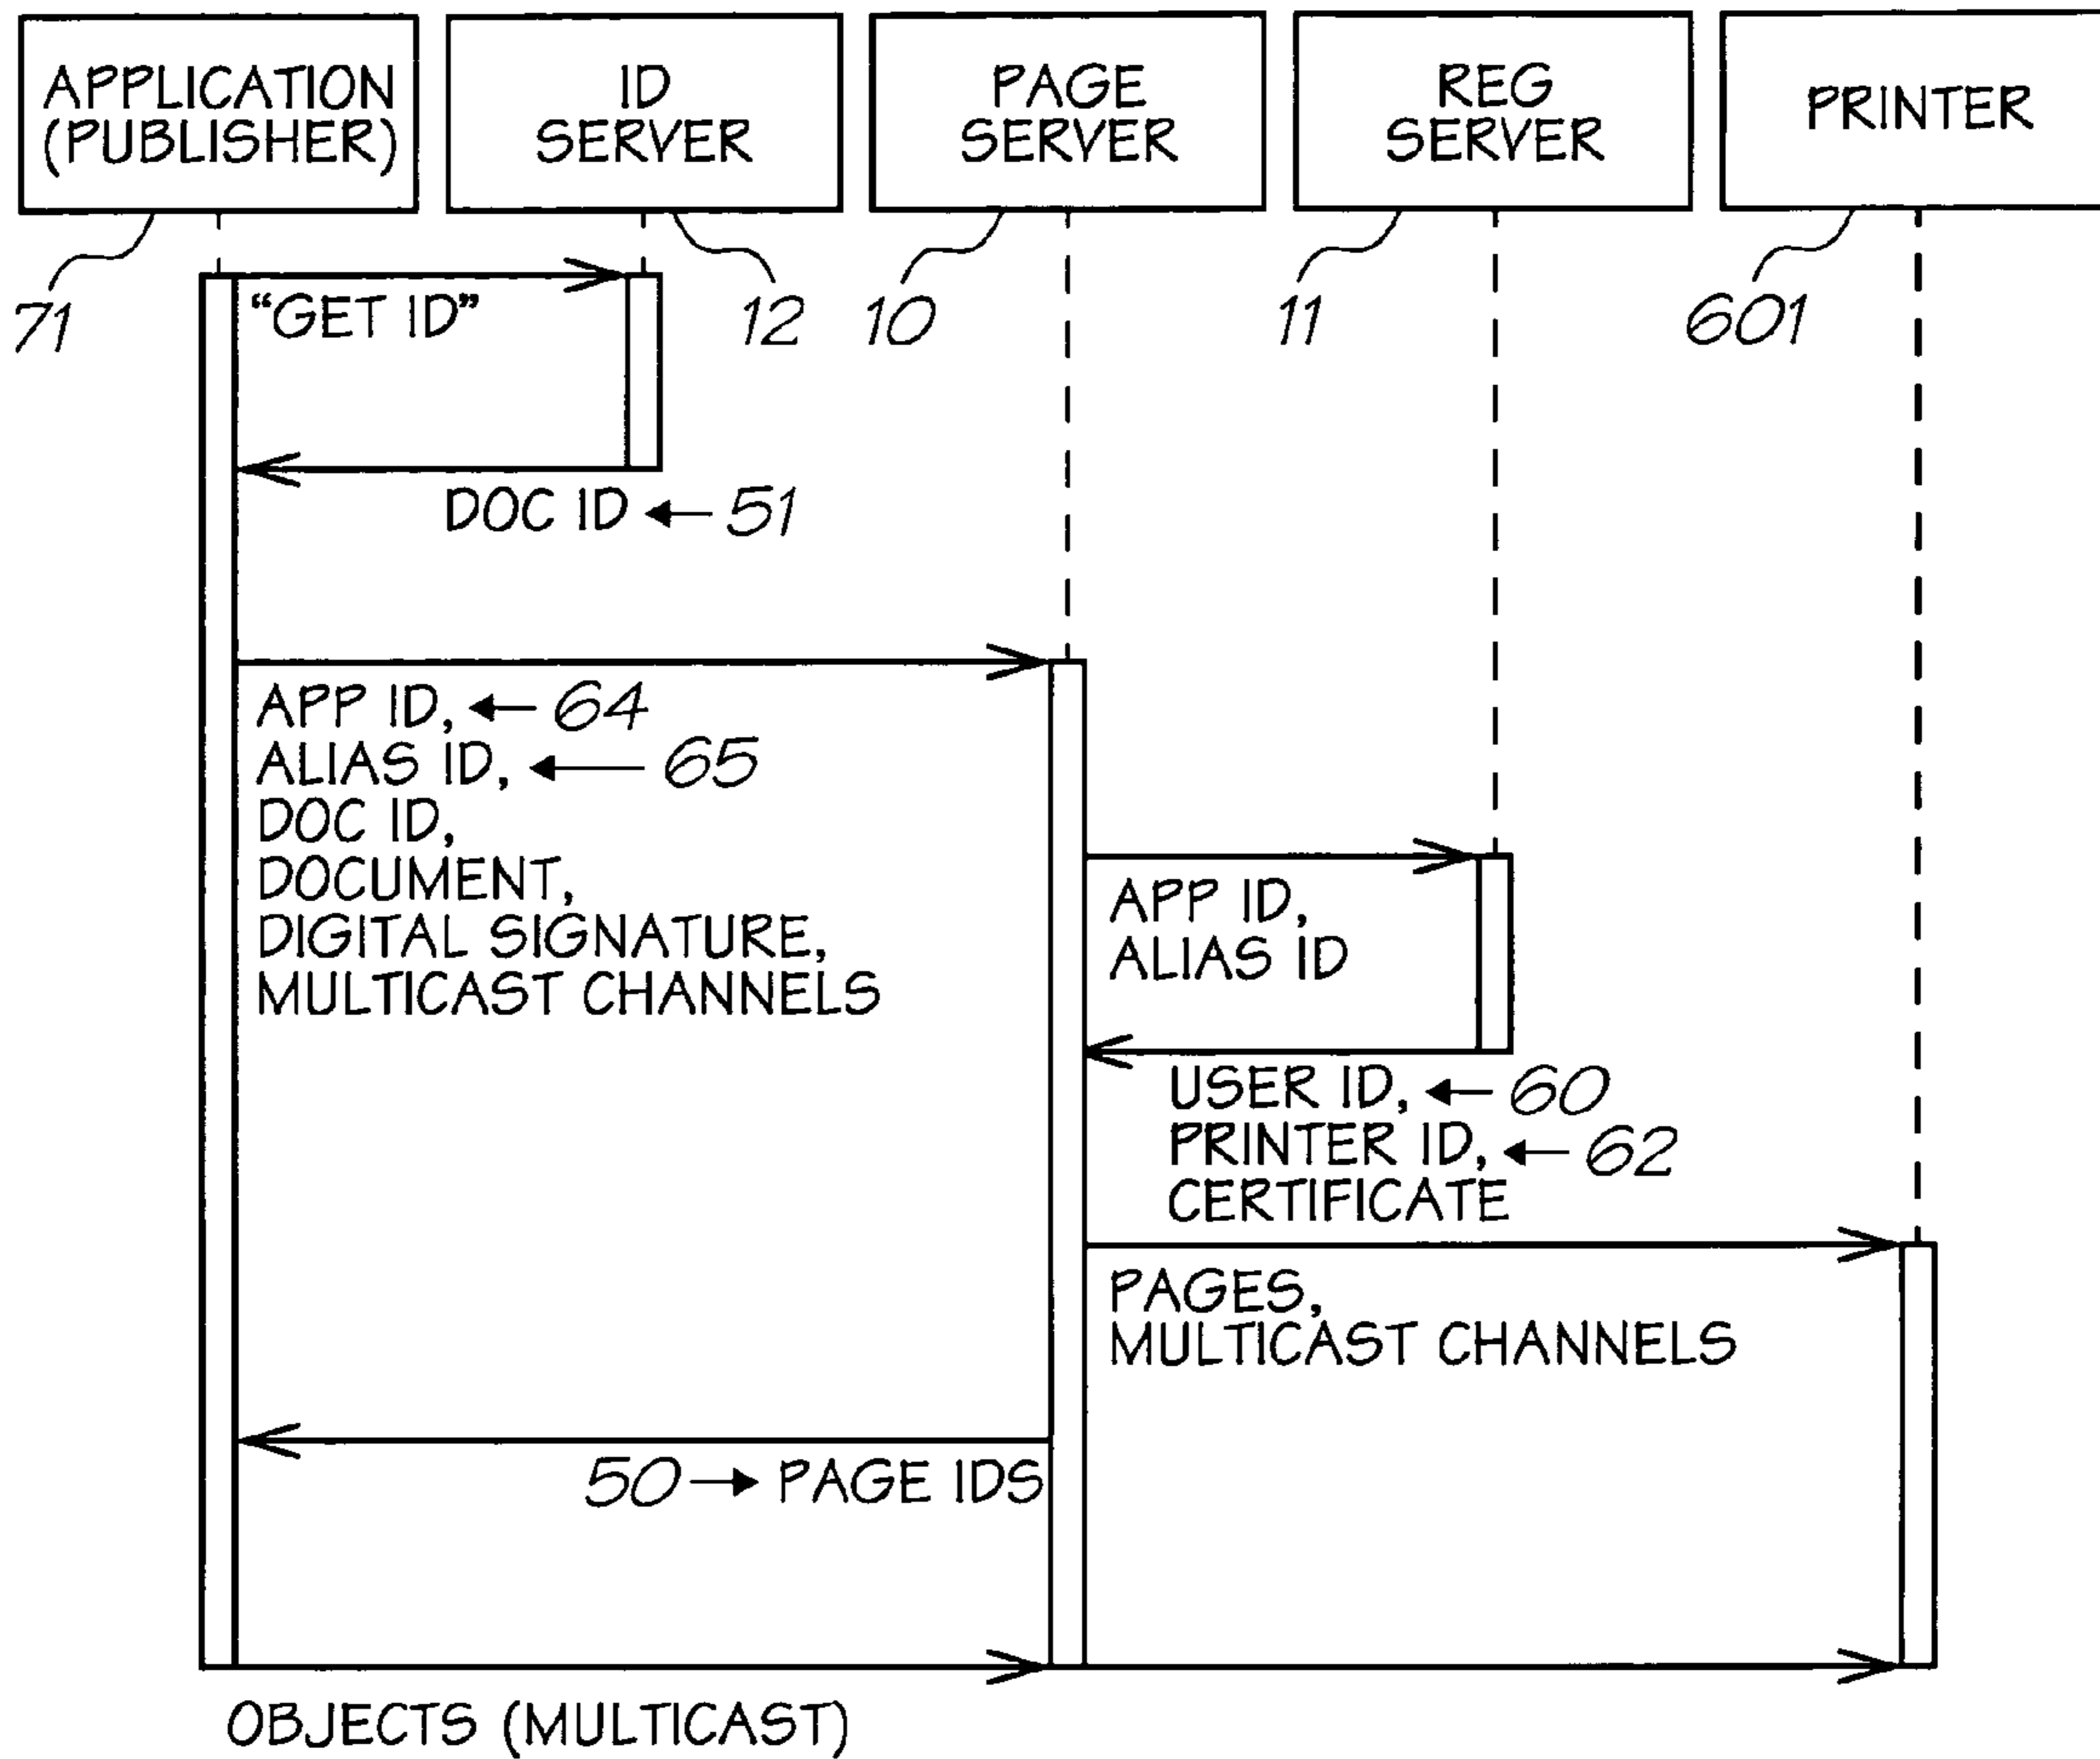 APPLICATION
(PUBLISHER)
ID
SERVER
PAGE
SERVER
REG
SERVER
PRINTER
71
12
10
11
601
“GET ID”
DOC ID
51
APP ID,
64
ALIAS ID,
65
DOC ID,
DOCUMENT,
DIGITAL SIGNATURE,
MULTICAST CHANNELS
APP ID,
ALIAS ID
USER ID,
60
PRINTER ID,
62
CERTIFICATE
PAGES,
MULTICAST CHANNELS
50
PAGE IDS
OBJECTS (MULTICAST)